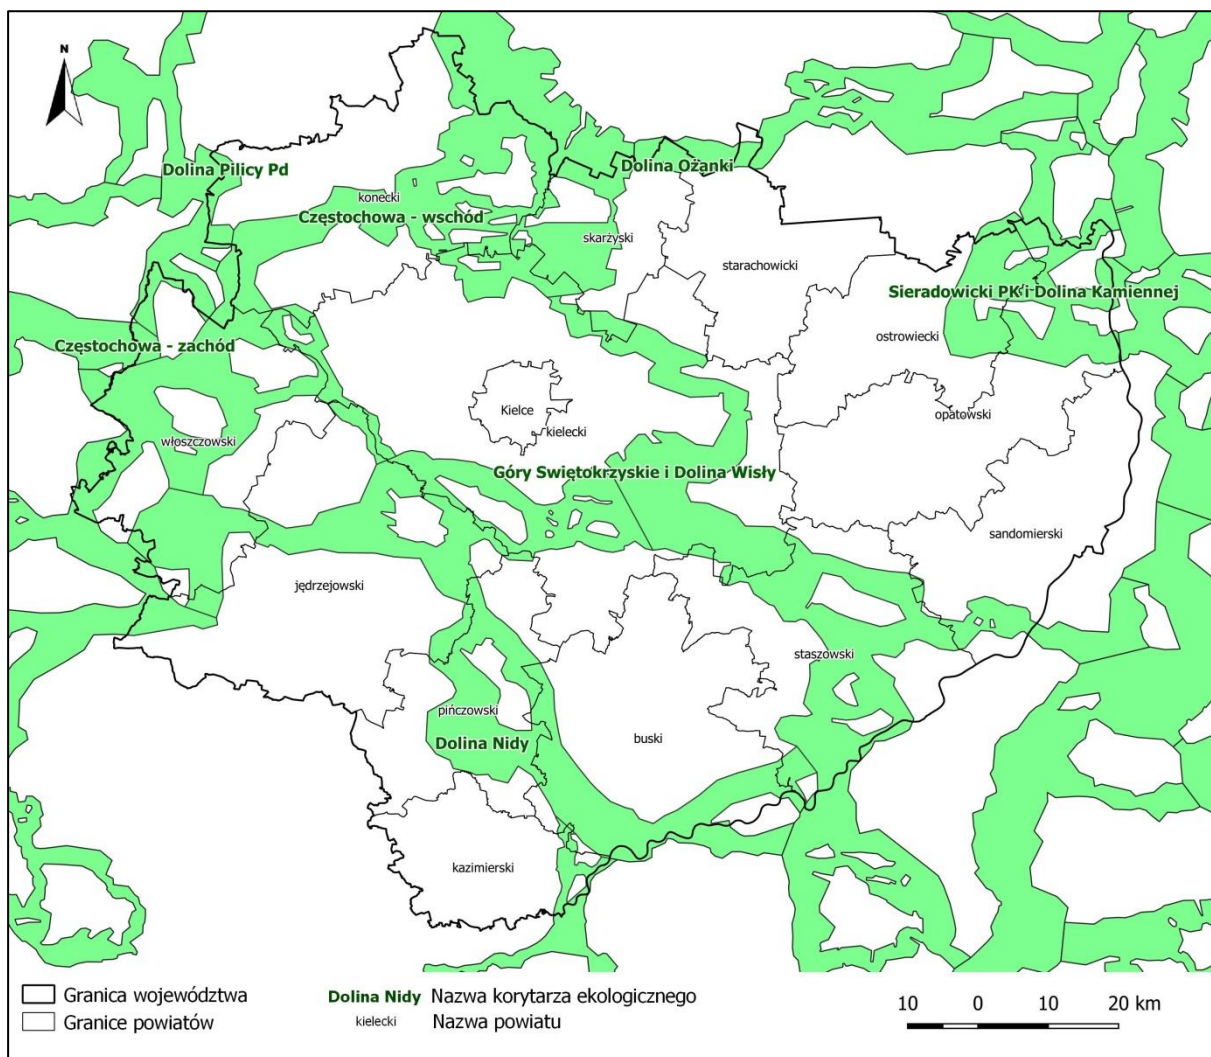 N
Dolina Pilicy Pd
Dolina Ożanki
konecki
Częstochowa - wschód
skarżyski
starachowicki
Sieradowicki PK i Dolina Kamiennej
ostrowiecki
Częstochowa - zachód
Kielce
kielecki
opatowski
włoszczowski
Góry Swiętokrzyskie i Dolina Wisły
sandomierski
jędrzejowski
staszowski
pińczowski
buski
Dolina Nidy
kazimierski
Granica województwa
Granice powiatów
Dolina Nidy Nazwa korytarza ekologicznego
kielecki Nazwa powiatu
10 0 10 20 km